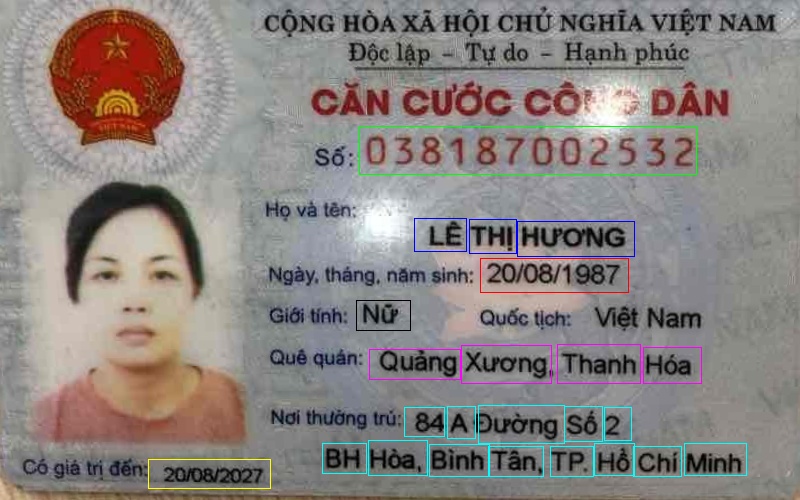 CỘNG HÒA XÃ HỘI CHỦ NGHĨA VIỆT NAM
Độc lập – Tự do – Hạnh phúc
CĂN CƯỚC CÔNG DÂN
Số: 038187002532
Họ và tên:
LÊ THỊ HƯƠNG
Ngày, tháng, năm sinh: 20/08/1987
Giới tính: Nữ Quốc tịch: Việt Nam
Quê quán: Quảng Xương, Thanh Hóa
Nơi thường trú: 84 A Đường Số 2
BH Hòa, Bình Tân, TP. Hồ Chí Minh
Có giá trị đến: 20/08/2027